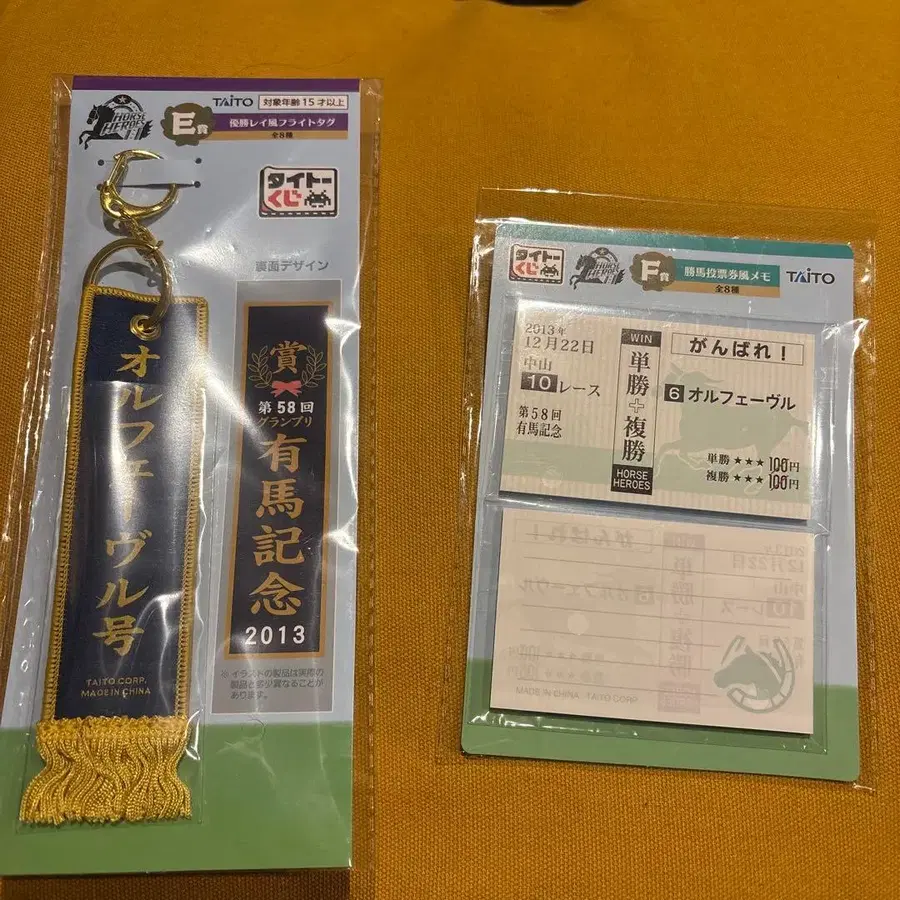 HORSE
HEROES
TAITO
対象年齢15才以上
E賞
優勝レイ風フライトタグ
全8種
タイトー
くじ
裏面デザイン
オルフェーヴル号
TAITO CORP.
MADE IN CHINA
賞
第58回
グランプリ
有馬記念
2013
※イラストの製品は実際の
製品と多少異なることが
あります。
タイトー
くじ
HORSE
HEROES
F賞
勝馬投票券風メモ
全8種
TAITO
2013年
12月22日
中山
10レース
第58回
有馬記念
WIN
単勝+複勝
HORSE
HEROES
がんばれ!
6 オルフェーヴル
単勝★★★100円
複勝★★★100円
MADE IN CHINA TAITO CORP.